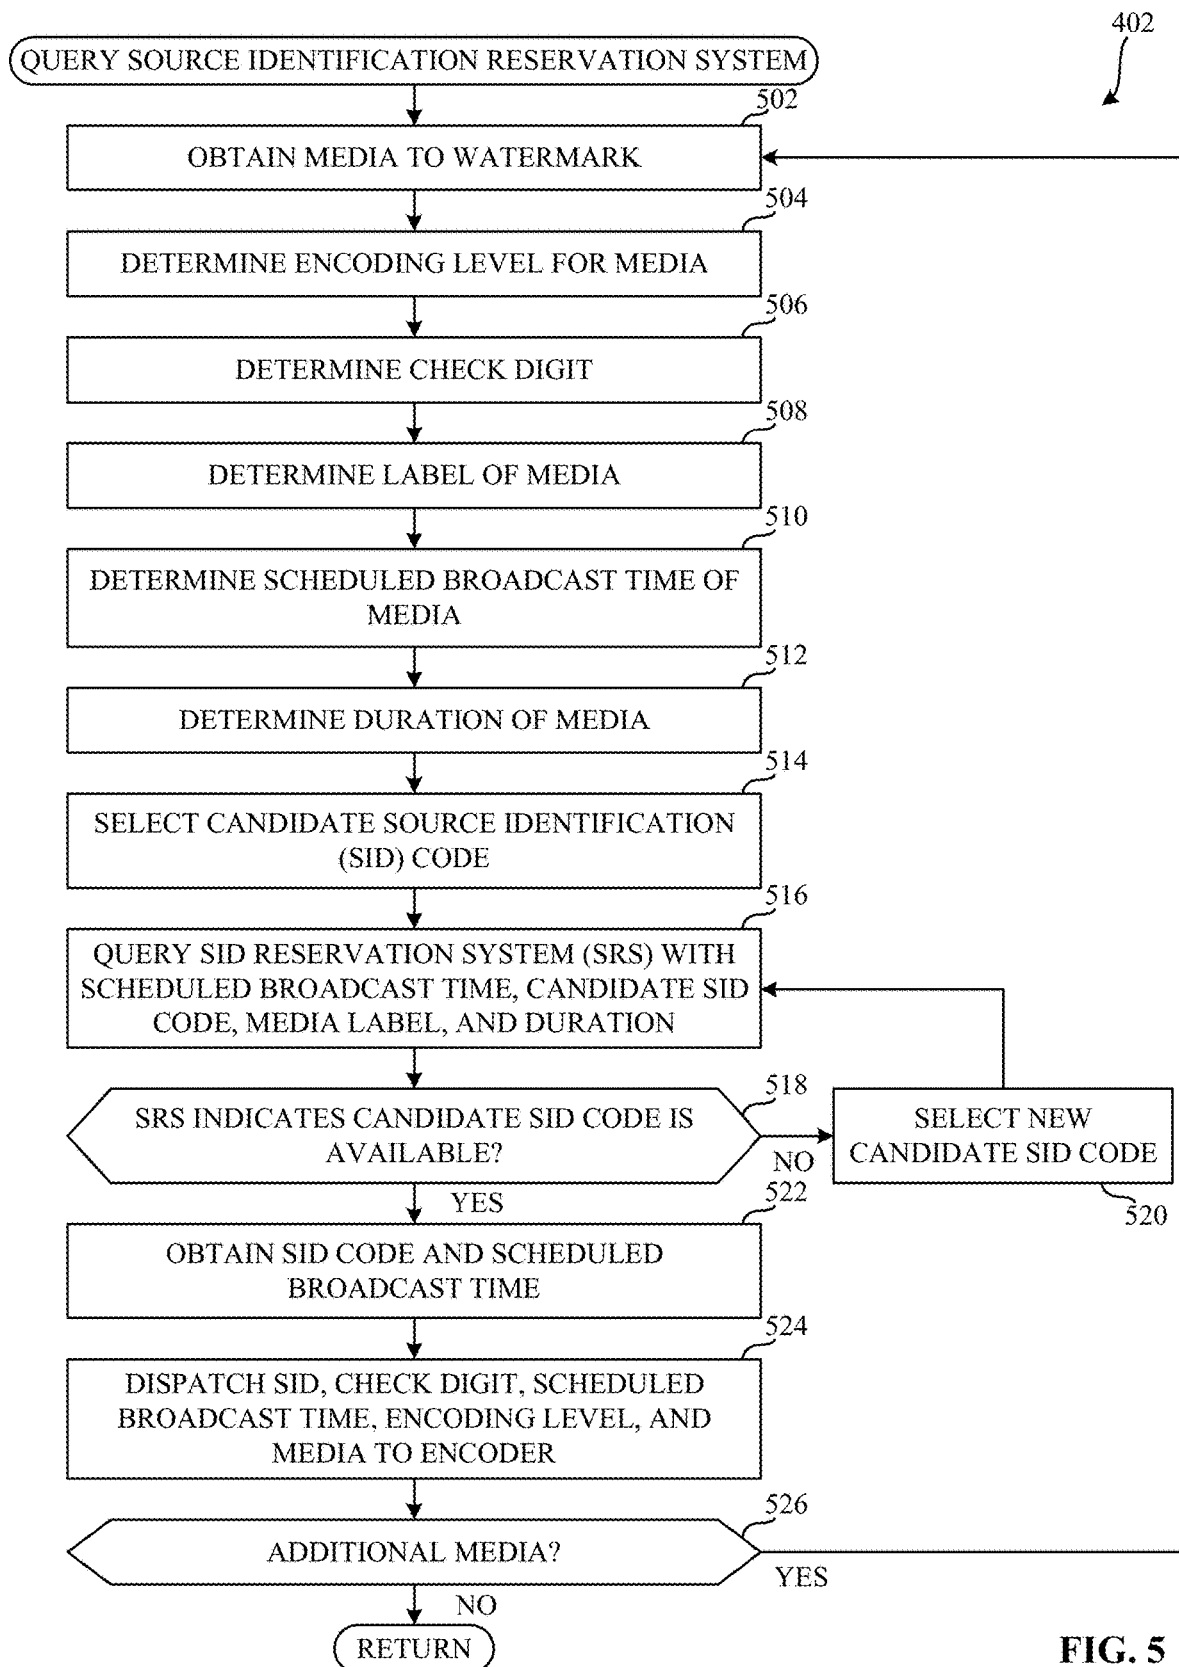 402
QUERY SOURCE IDENTIFICATION RESERVATION SYSTEM
502
OBTAIN MEDIA TO WATERMARK
504
DETERMINE ENCODING LEVEL FOR MEDIA
506
DETERMINE CHECK DIGIT
508
DETERMINE LABEL OF MEDIA
510
DETERMINE SCHEDULED BROADCAST TIME OF
MEDIA
512
DETERMINE DURATION OF MEDIA
514
SELECT CANDIDATE SOURCE IDENTIFICATION
(SID) CODE
516
QUERY SID RESERVATION SYSTEM (SRS) WITH
SCHEDULED BROADCAST TIME, CANDIDATE SID
CODE, MEDIA LABEL, AND DURATION
518
SRS INDICATES CANDIDATE SID CODE IS
AVAILABLE?
NO
SELECT NEW
CANDIDATE SID CODE
520
YES
522
OBTAIN SID CODE AND SCHEDULED
BROADCAST TIME
524
DISPATCH SID, CHECK DIGIT, SCHEDULED
BROADCAST TIME, ENCODING LEVEL, AND
MEDIA TO ENCODER
526
ADDITIONAL MEDIA?
YES
NO
RETURN
FIG. 5